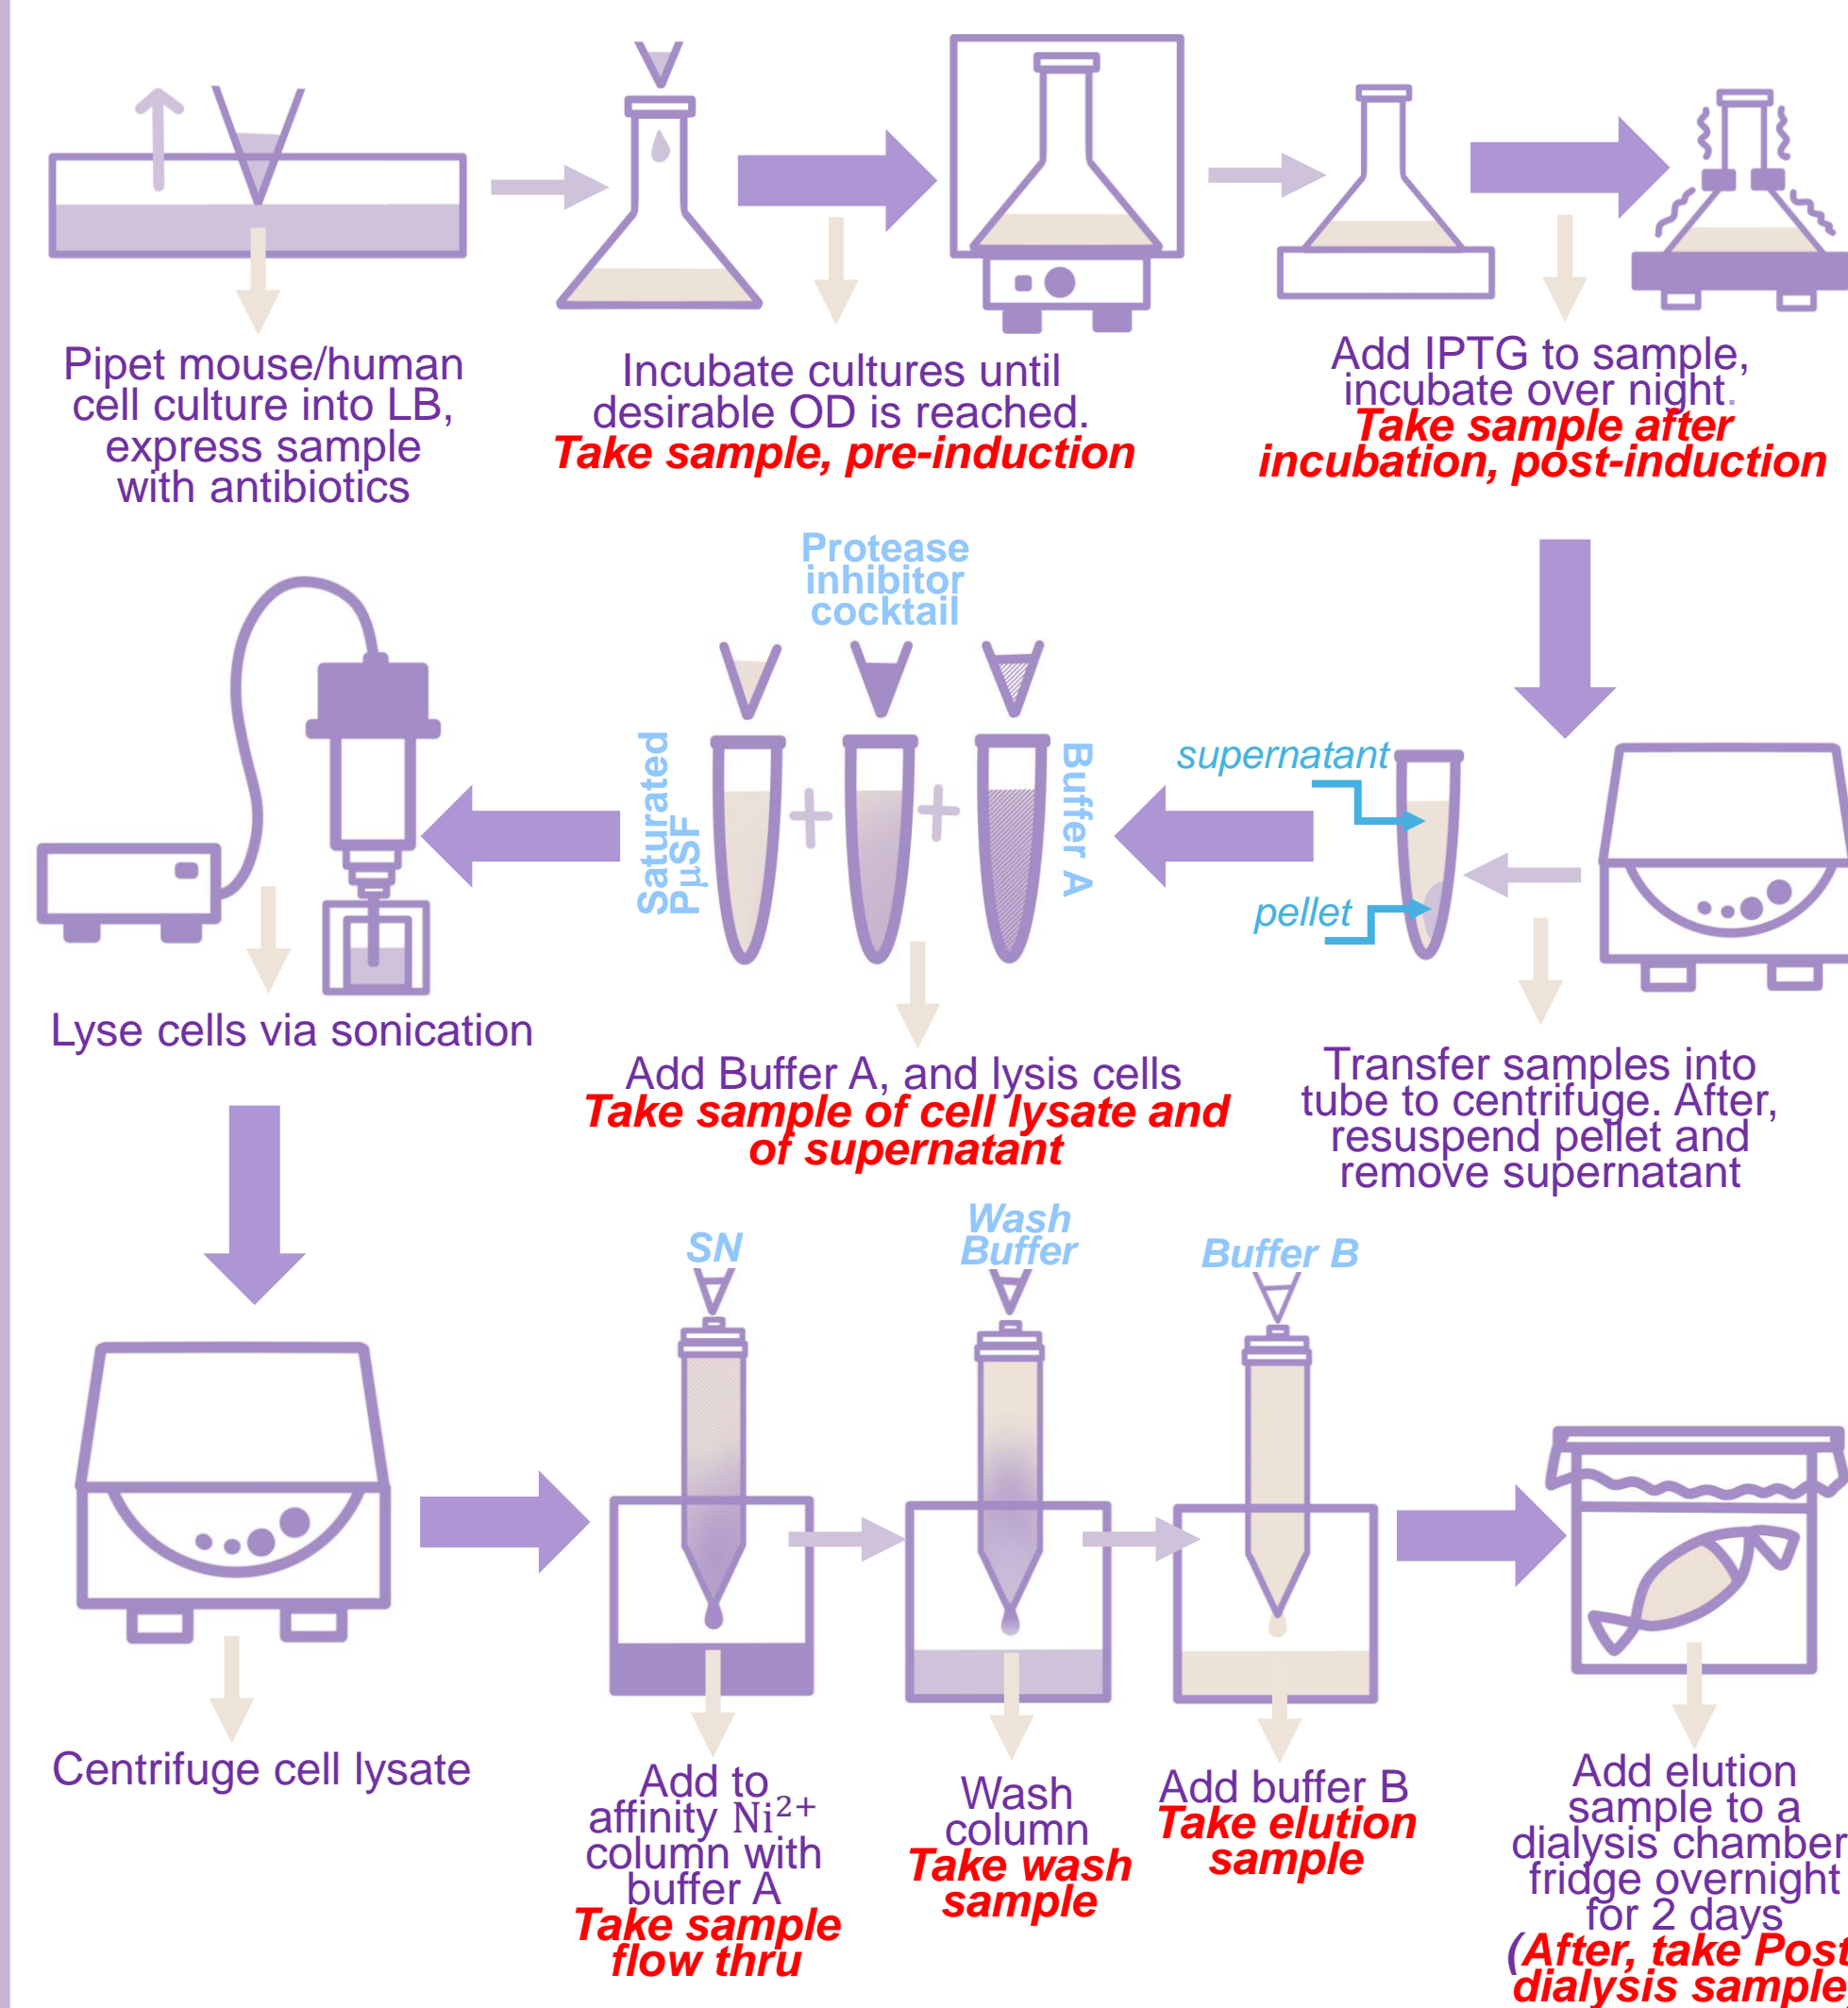 Pipet mouse/human
cell culture into LB,
express sample
with antibiotics
Incubate cultures until
desirable OD is reached.
Take sample, pre-induction
Add IPTG to sample,
incubate over night.
Take sample after
incubation, post-induction
supernatant
pellet
Transfer samples into
tube to centrifuge. After,
resuspend pellet and
remove supernatant
Protease
inhibitor
cocktail
Saturated
PμSF
Buffer A
Add Buffer A, and lysis cells
Take sample of cell lysate and
of supernatant
Lyse cells via sonication
Centrifuge cell lysate
SN
Add to
affinity Ni²⁺
column with
buffer A
Take sample
flow thru
Wash
Buffer
Wash
column
Take wash
sample
Buffer B
Add buffer B
Take elution
sample
Add elution
sample to a
dialysis chamber
fridge overnight
for 2 days
(After, take Post
dialysis sample